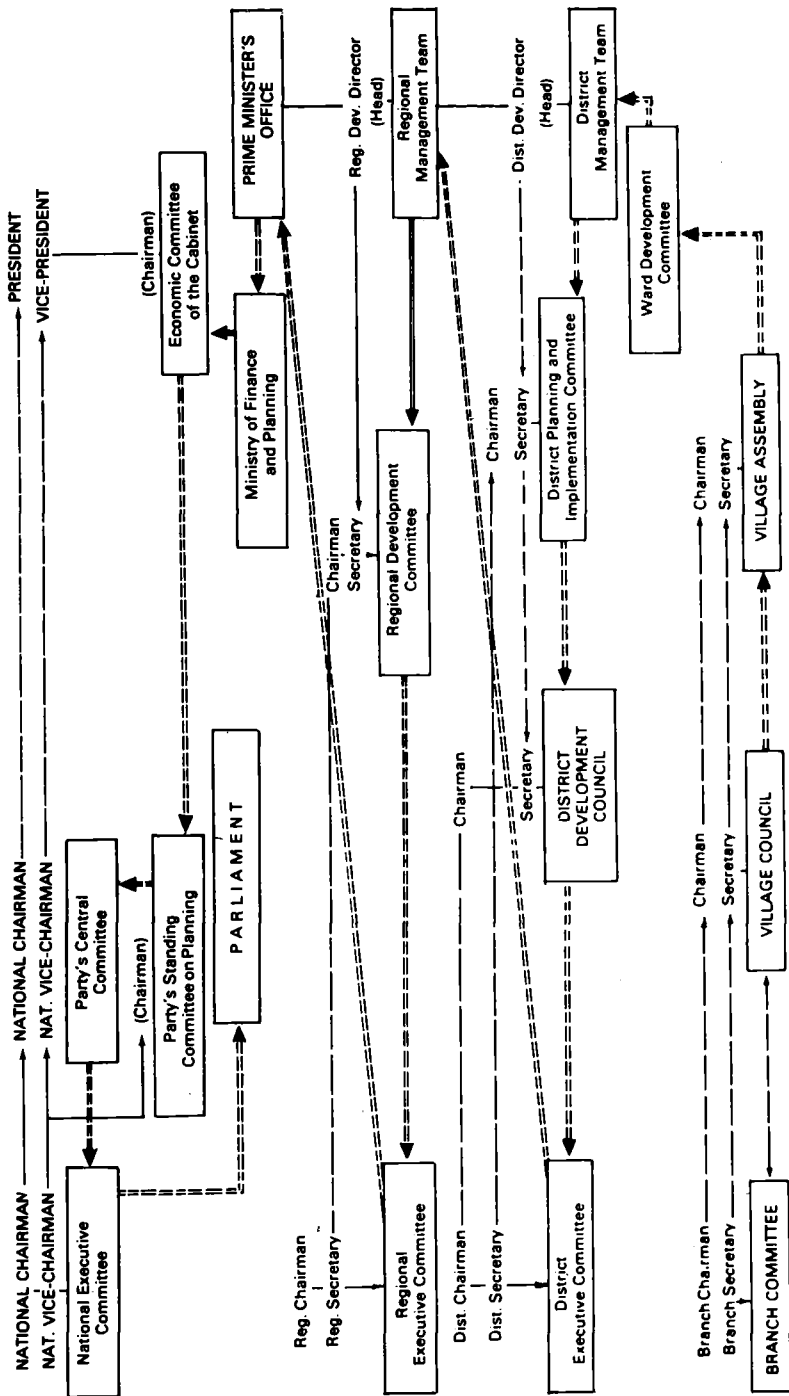 NATIONAL CHAIRMAN
NATIONAL CHAIRMAN
PRESIDENT
NAT. VICE-CHAIRMAN
NAT. VICE-CHAIRMAN
VICE-PRESIDENT
(Chairman)
(Chairman)
National Executive
Committee
Party's Central
Committee
Party's Standing
Committee on Planning
PARLIAMENT
Economic Committee
of the Cabinet
Ministry of Finance
and Planning
PRIME MINISTER'S
OFFICE
Reg. Chairman
Reg. Secretary
Chairman
Secretary
Reg. Dev. Director
(Head)
Regional
Executive Committee
Regional Development
Committee
Regional
Management Team
Dist. Chairman
Chairman
Dist. Secretary
Chairman
Secretary
Secretary
Dist. Dev. Director
(Head)
District
Executive Committee
DISTRICT
DEVELOPMENT
COUNCIL
District Planning and
Implementation Committee
District
Management Team
Ward Development
Committee
Branch Chairman
Chairman
Chairman
Branch Secretary
Secretary
Secretary
BRANCH COMMITTEE
VILLAGE COUNCIL
VILLAGE ASSEMBLY